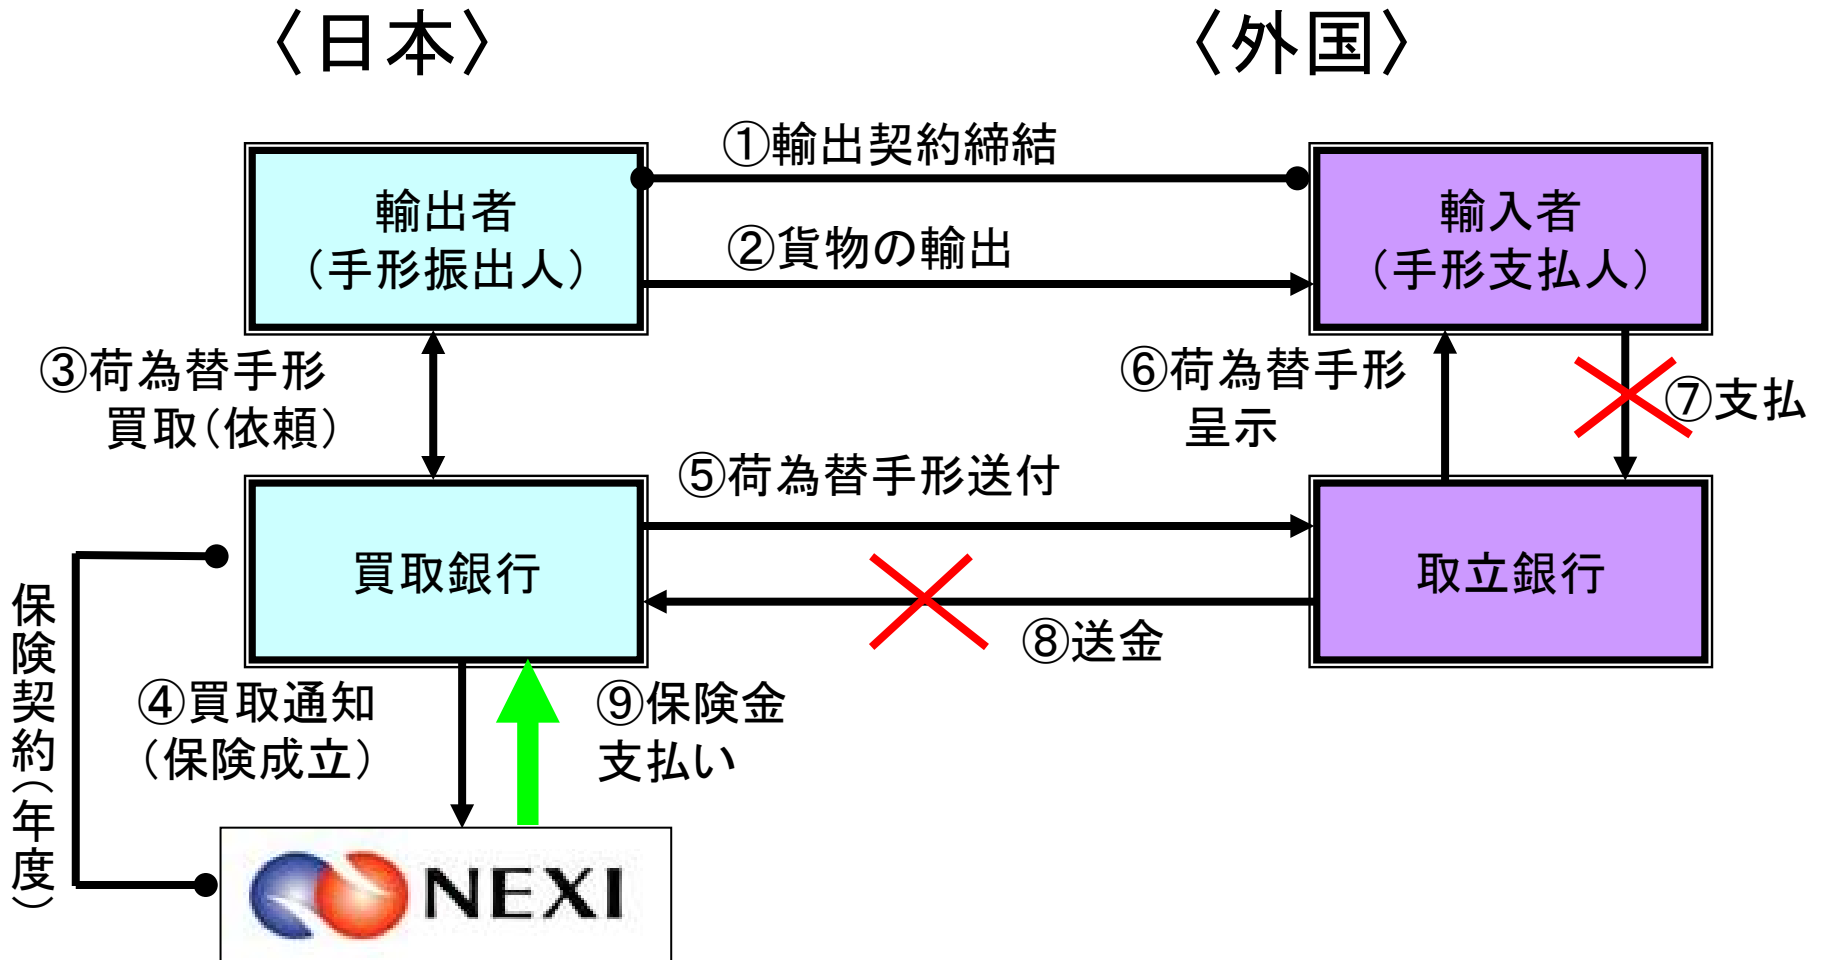 〈日本〉
〈外国〉
①輸出契約締結
輸出者
（手形振出人）
輸入者
（手形支払人）
②貨物の輸出
③荷為替手形
買取（依頼）
⑥荷為替手形
呈示
⑦支払
⑤荷為替手形送付
買取銀行
取立銀行
⑧送金
保険契約（年度）
④買取通知
（保険成立）
⑨保険金
支払い
NEXI